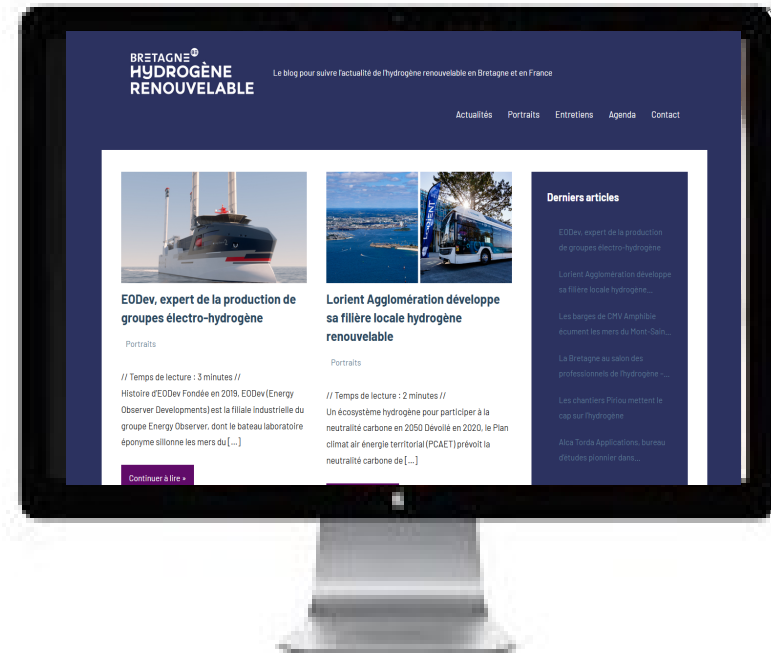 BRETAGNE
HYDROGÈNE
RENOUVELABLE
Le blog pour suivre l'actualité de l'hydrogène renouvelable en Bretagne et en France
Actualités Portraits Entretiens Agenda Contact
LORIENT
EODev, expert de la production de
groupes électro-hydrogène
Portraits
// Temps de lecture : 3 minutes //
Histoire d'EODev Fondée en 2019, EODev (Energy
Observer Developments) est la filiale industrielle du
groupe Energy Observer, dont le bateau laboratoire
éponyme sillonne les mers du [...]
Continuer à lire »
Lorient Agglomération développe
sa filière locale hydrogène
renouvelable
Portraits
// Temps de lecture : 2 minutes //
Un écosystème hydrogène pour participer à la
neutralité carbone en 2050 Dévoilé en 2020, le Plan
climat air énergie territorial (PCAET) prévoit la
neutralité carbone de [...]
Derniers articles
EODev, expert de la production
de groupes électro-hydrogène
Lorient Agglomération développe
sa filière locale hydrogène...
Les barges de CMV Amphibie
écument les mers du Mont-Sain...
La Bretagne au salon des
professionnels de l'hydrogène -...
Les chantiers Piriou mettent le
cap sur l'hydrogène
Alca Torda Applications, bureau
d'études pionnier dans...